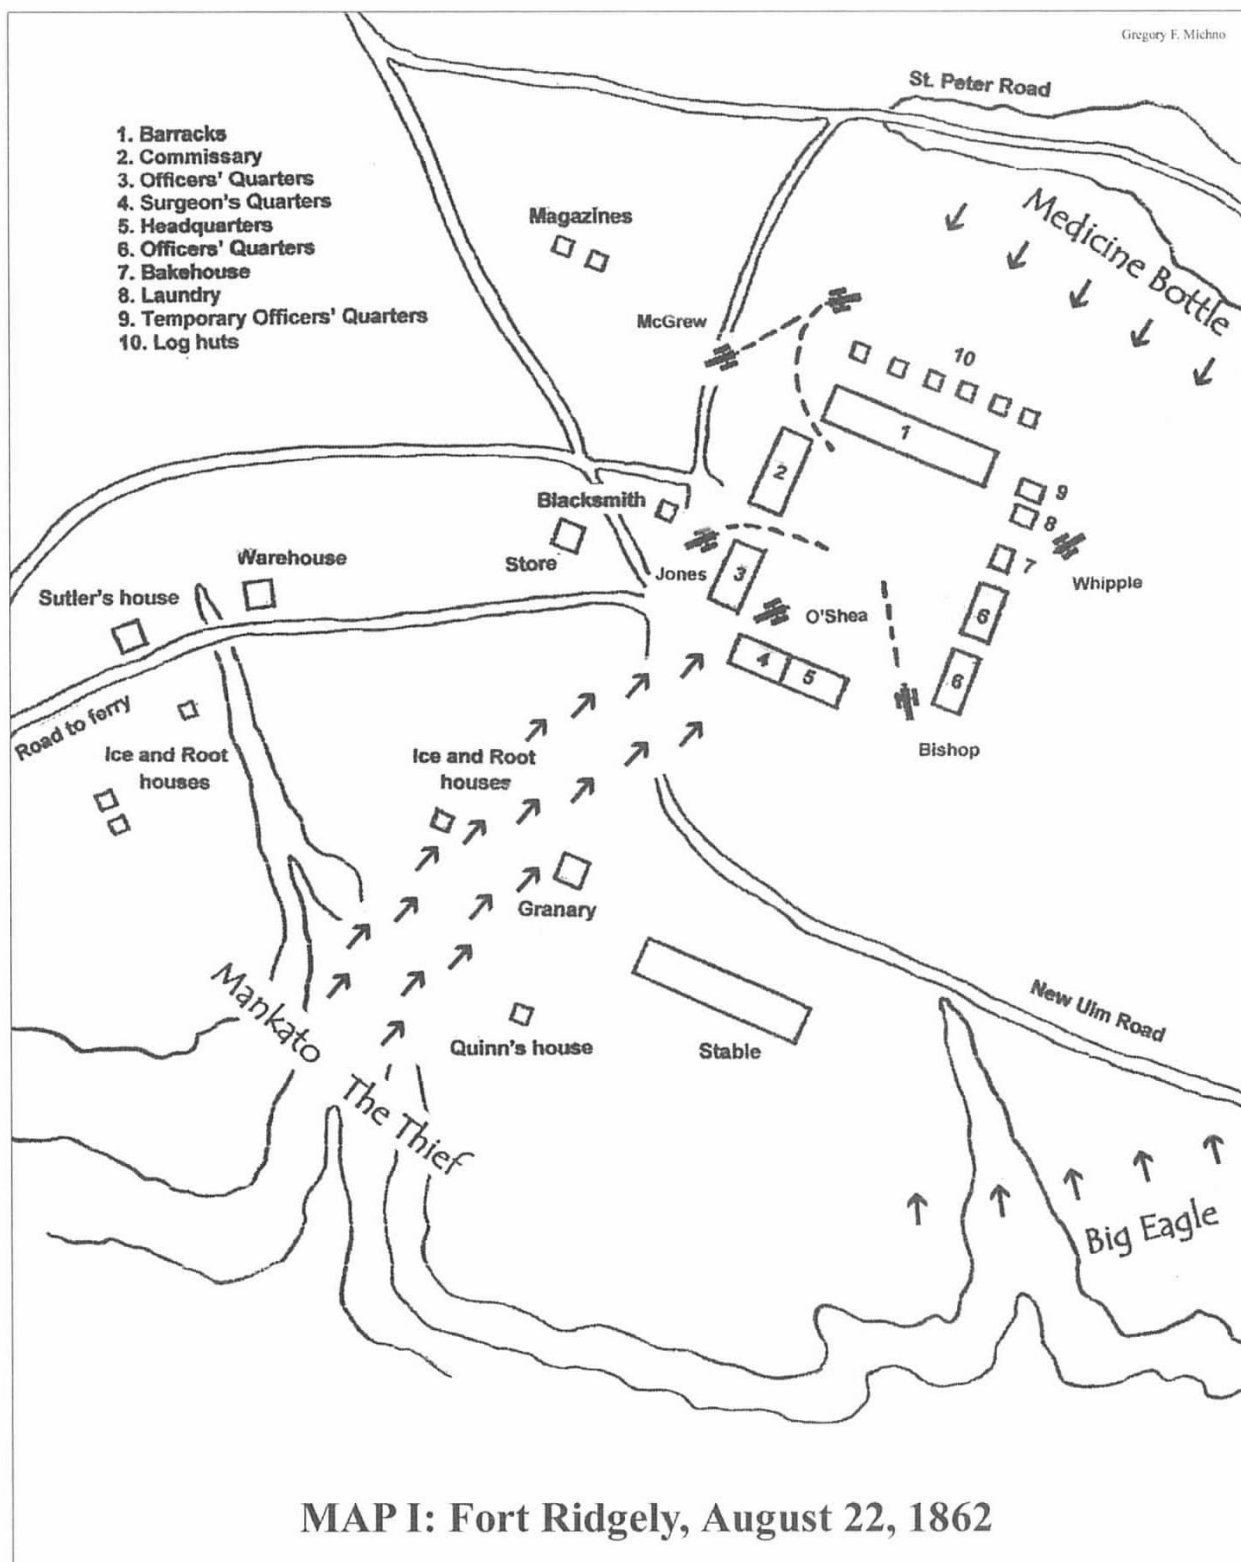 Gregory F. Michno
St. Peter Road
1. Barracks
2. Commissary
3. Officers' Quarters
4. Surgeon's Quarters
5. Headquarters
6. Officers' Quarters
7. Bakehouse
8. Laundry
9. Temporary Officers' Quarters
10. Log huts
Magazines
Medicine Bottle
McGrew
10
1
2
9
8
7
Whipple
Blacksmith
Store
Jones
3
O'Shea
6
4
5
6
Bishop
Warehouse
Sutler's house
Road to ferry
Ice and Root
houses
Ice and Root
houses
Granary
Mankato
The Thief
Quinn's house
Stable
New Ulm Road
Big Eagle
MAP I: Fort Ridgely, August 22, 1862